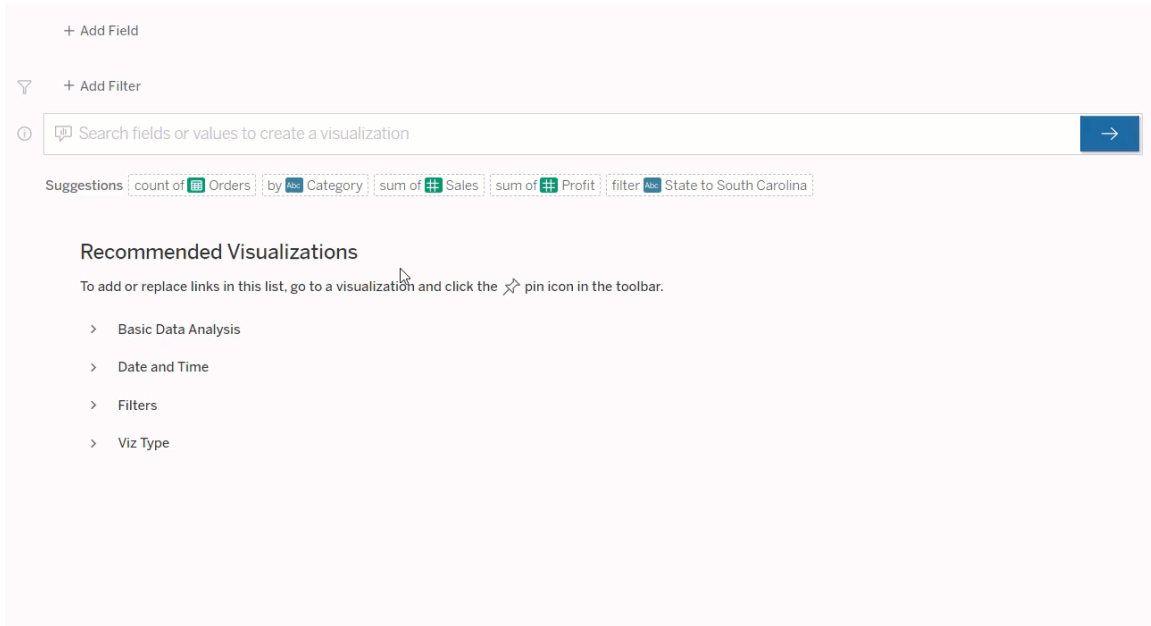 + Add Field
+ Add Filter
Search fields or values to create a visualization
Suggestions count of Orders by Abc Category sum of Sales sum of Profit filter Abc State to South Carolina
Recommended Visualizations
To add or replace links in this list, go to a visualization and click the pin icon in the toolbar.
Basic Data Analysis
Date and Time
Filters
Viz Type